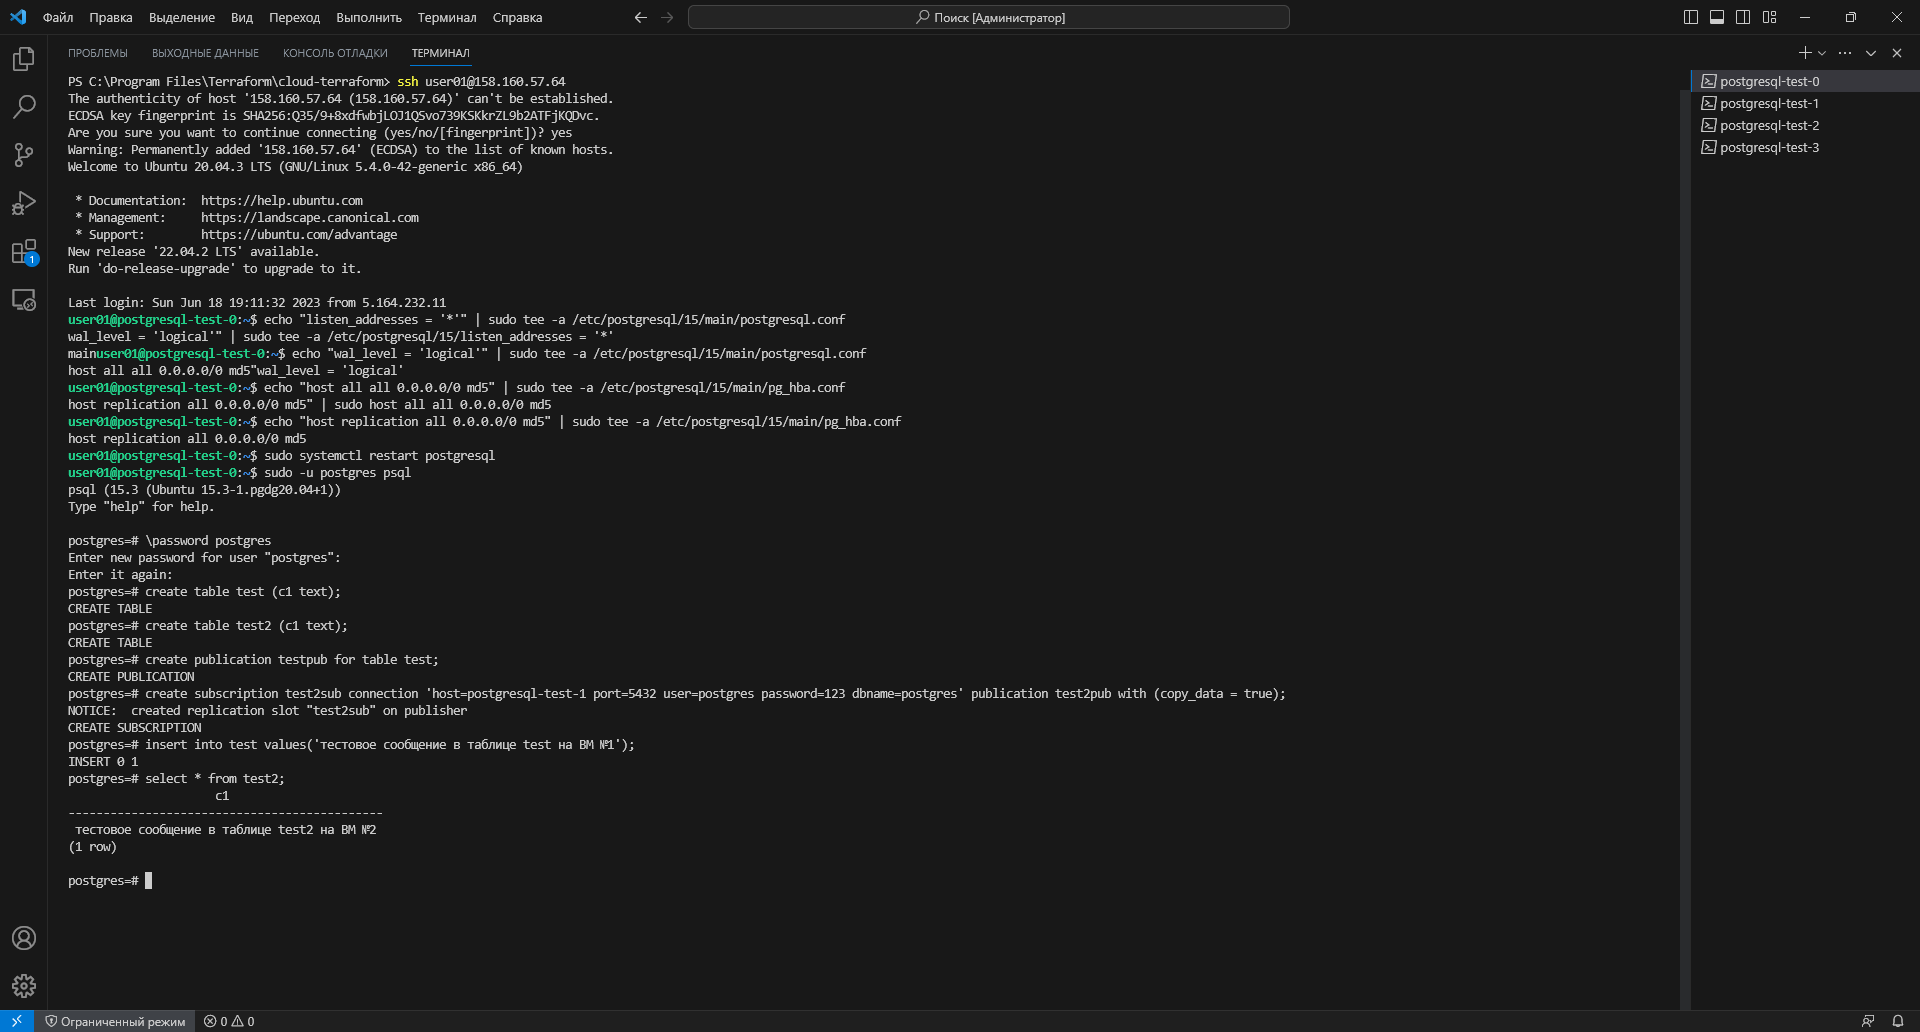 Файл Правка Выделение Вид Переход Выполнить Терминал Справка
Поиск [Администратор]
ПРОБЛЕМЫ ВЫХОДНЫЕ ДАННЫЕ КОНСОЛЬ ОТЛАДКИ ТЕРМИНАЛ
PS C:\Program Files\Terraform\cloud-terraform> ssh user01@158.160.57.64
The authenticity of host '158.160.57.64 (158.160.57.64)' can't be established.
ECDSA key fingerprint is SHA256:Q35/9+8xdfwbjLOJ1QSvo739KSKkrZL9b2ATFjKQDvc.
Are you sure you want to continue connecting (yes/no/[fingerprint])? yes
Warning: Permanently added '158.160.57.64' (ECDSA) to the list of known hosts.
Welcome to Ubuntu 20.04.3 LTS (GNU/Linux 5.4.0-42-generic x86_64)
* Documentation:  https://help.ubuntu.com
* Management:     https://landscape.canonical.com
* Support:        https://ubuntu.com/advantage
New release '22.04.2 LTS' available.
Run 'do-release-upgrade' to upgrade to it.
Last login: Sun Jun 18 19:11:32 2023 from 5.164.232.11
user01@postgresql-test-0:~$ echo "listen_addresses = '*'" | sudo tee -a /etc/postgresql/15/main/postgresql.conf
wal_level = 'logical'" | sudo tee -a /etc/postgresql/15/listen_addresses = '*'
mainuser01@postgresql-test-0:~$ echo "wal_level = 'logical'" | sudo tee -a /etc/postgresql/15/main/postgresql.conf
host all all 0.0.0.0/0 md5"wal_level = 'logical'
user01@postgresql-test-0:~$ echo "host all all 0.0.0.0/0 md5" | sudo tee -a /etc/postgresql/15/main/pg_hba.conf
host replication all 0.0.0.0/0 md5" | sudo host all all 0.0.0.0/0 md5
user01@postgresql-test-0:~$ echo "host replication all 0.0.0.0/0 md5" | sudo tee -a /etc/postgresql/15/main/pg_hba.conf
host replication all 0.0.0.0/0 md5
user01@postgresql-test-0:~$ sudo systemctl restart postgresql
user01@postgresql-test-0:~$ sudo -u postgres psql
psql (15.3 (Ubuntu 15.3-1.pgdg20.04+1))
Type "help" for help.
postgres=# \password postgres
Enter new password for user "postgres":
Enter it again:
postgres=# create table test (c1 text);
CREATE TABLE
postgres=# create table test2 (c1 text);
CREATE TABLE
postgres=# create publication testpub for table test;
CREATE PUBLICATION
postgres=# create subscription test2sub connection 'host=postgresql-test-1 port=5432 user=postgres password=123 dbname=postgres' publication test2pub with (copy_data = true);
NOTICE:  created replication slot "test2sub" on publisher
CREATE SUBSCRIPTION
postgres=# insert into test values('тестовое сообщение в таблице test на ВМ №1');
INSERT 0 1
postgres=# select * from test2;
c1
---------------------------------------------
тестовое сообщение в таблице test2 на ВМ №2
(1 row)
postgres=#
postgresql-test-0
postgresql-test-1
postgresql-test-2
postgresql-test-3
1
Ограниченный режим 0 0